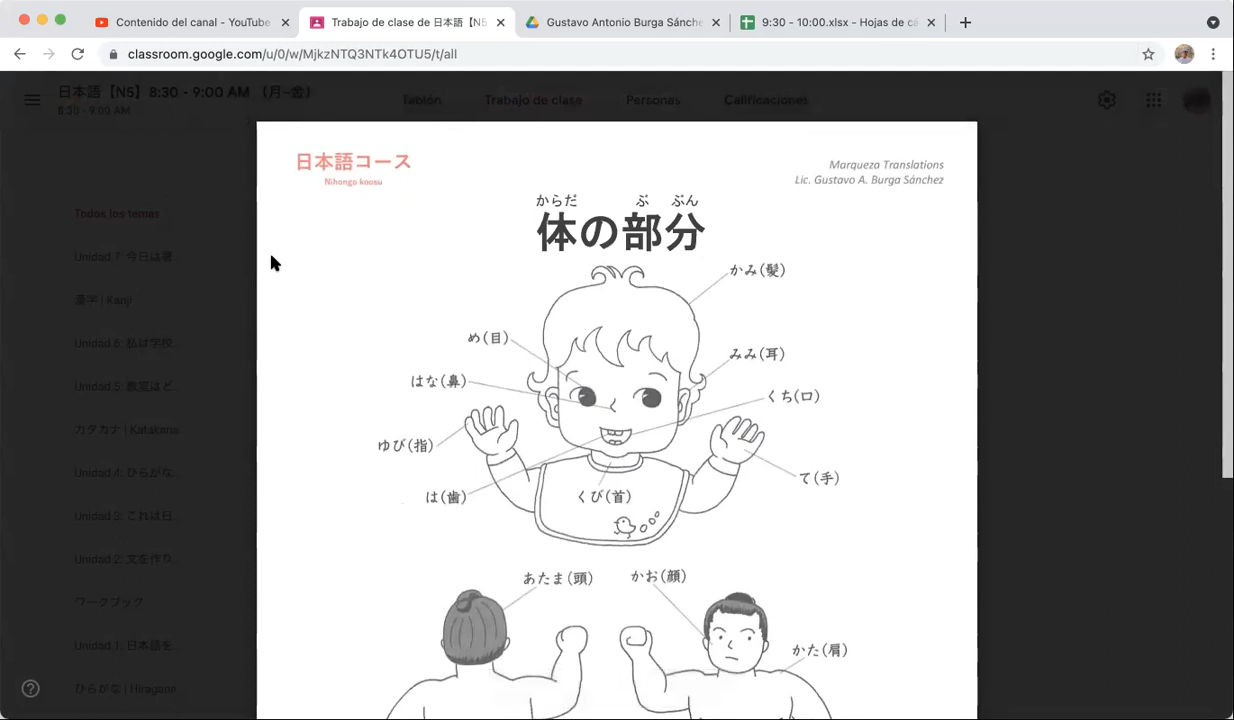 Contenido del canal - YouTube
Trabajo de clase de 日本語【N5
Gustavo Antonio Burga Sánche
9:30 - 10:00.xlsx - Hojas de cá
classroom.google.com/u/0/w/MjkzNTQ3NTk4OTU5/t/all
日本語【N5】8:30 - 9:00 AM （月-金）
8:30 - 9:00 AM
Tablón
Trabajo de clase
Personas
Calificaciones
Todos los temas
Unidad 7: 今日は暑...
漢字 | Kanji
Unidad 6: 私は学校...
Unidad 5: 教室はど...
カタカナ | Katakana
Unidad 4: ひらがな...
Unidad 3: これは日...
Unidad 2: 文を作り...
ワークブック
Unidad 1: 日本語を...
ひらがな | Hiragana
日本語コース
Nihongo koosu
Marqueza Translations
Lic. Gustavo A. Burga Sánchez
からだ ぶ ぶん
体の部分
かみ(髪)
め(目)
みみ(耳)
はな(鼻)
くち(口)
ゆび(指)
て(手)
は(歯)
くび(首)
あたま(頭)
かお(顔)
かた(肩)